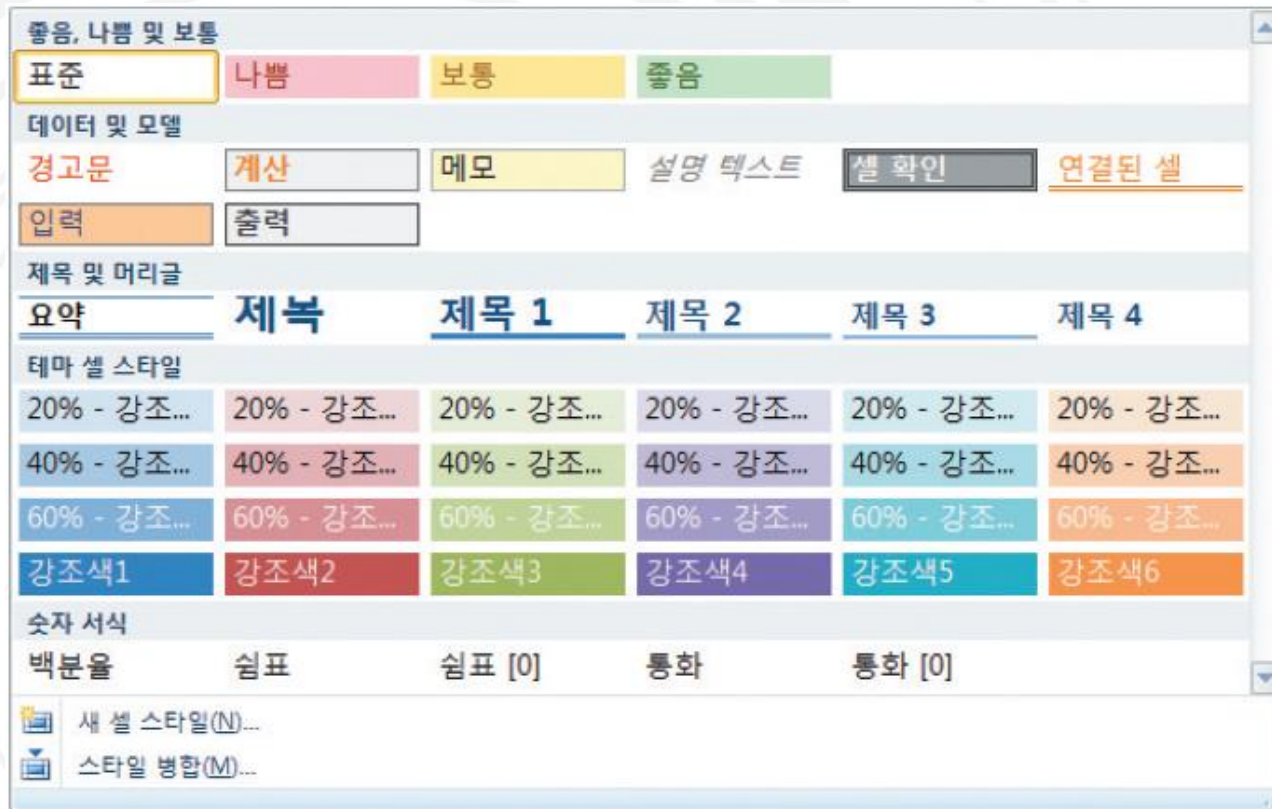 좋음, 나쁨 및 보통
표준 나쁨 보통 좋음
데이터 및 모델
경고문 계산 메모 설명 텍스트 셀 확인 연결된 셀
입력 출력
제목 및 머리글
요약 제목 제목 1 제목 2 제목 3 제목 4
테마 셀 스타일
20% - 강조... 20% - 강조... 20% - 강조... 20% - 강조... 20% - 강조... 20% - 강조...
40% - 강조... 40% - 강조... 40% - 강조... 40% - 강조... 40% - 강조... 40% - 강조...
60% - 강조... 60% - 강조... 60% - 강조... 60% - 강조... 60% - 강조... 60% - 강조...
강조색1 강조색2 강조색3 강조색4 강조색5 강조색6
숫자 서식
백분율 쉼표 쉼표 [0] 통화 통화 [0]
새 셀 스타일(N)...
스타일 병합(M)...